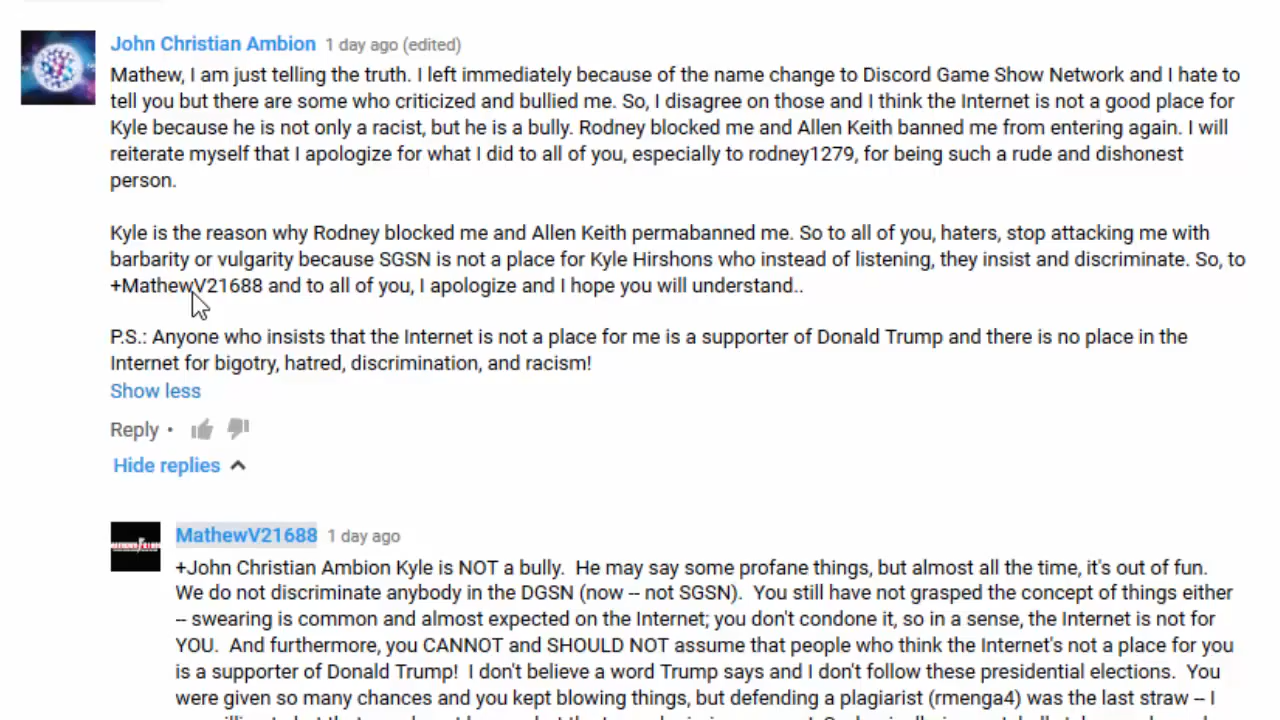 John Christian Ambion 1 day ago (edited)
Mathew, I am just telling the truth. I left immediately because of the name change to Discord Game Show Network and I hate to
tell you but there are some who criticized and bullied me. So, I disagree on those and I think the Internet is not a good place for
Kyle because he is not only a racist, but he is a bully. Rodney blocked me and Allen Keith banned me from entering again. I will
reiterate myself that I apologize for what I did to all of you, especially to rodney1279, for being such a rude and dishonest
person.
Kyle is the reason why Rodney blocked me and Allen Keith permabanned me. So to all of you, haters, stop attacking me with
barbarity or vulgarity because SGSN is not a place for Kyle Hirshons who instead of listening, they insist and discriminate. So, to
+MathewV21688 and to all of you, I apologize and I hope you will understand..
P.S.: Anyone who insists that the Internet is not a place for me is a supporter of Donald Trump and there is no place in the
Internet for bigotry, hatred, discrimination, and racism!
Show less
Reply •
Hide replies
MathewV21688 1 day ago
+John Christian Ambion Kyle is NOT a bully.  He may say some profane things, but almost all the time, it's out of fun.
We do not discriminate anybody in the DGSN (now -- not SGSN).  You still have not grasped the concept of things either
-- swearing is common and almost expected on the Internet; you don't condone it, so in a sense, the Internet is not for
YOU.  And furthermore, you CANNOT and SHOULD NOT assume that people who think the Internet's not a place for you
is a supporter of Donald Trump!  I don't believe a word Trump says and I don't follow these presidential elections.  You
were given so many chances and you kept blowing things, but defending a plagiarist (rmenga4) was the last straw -- I